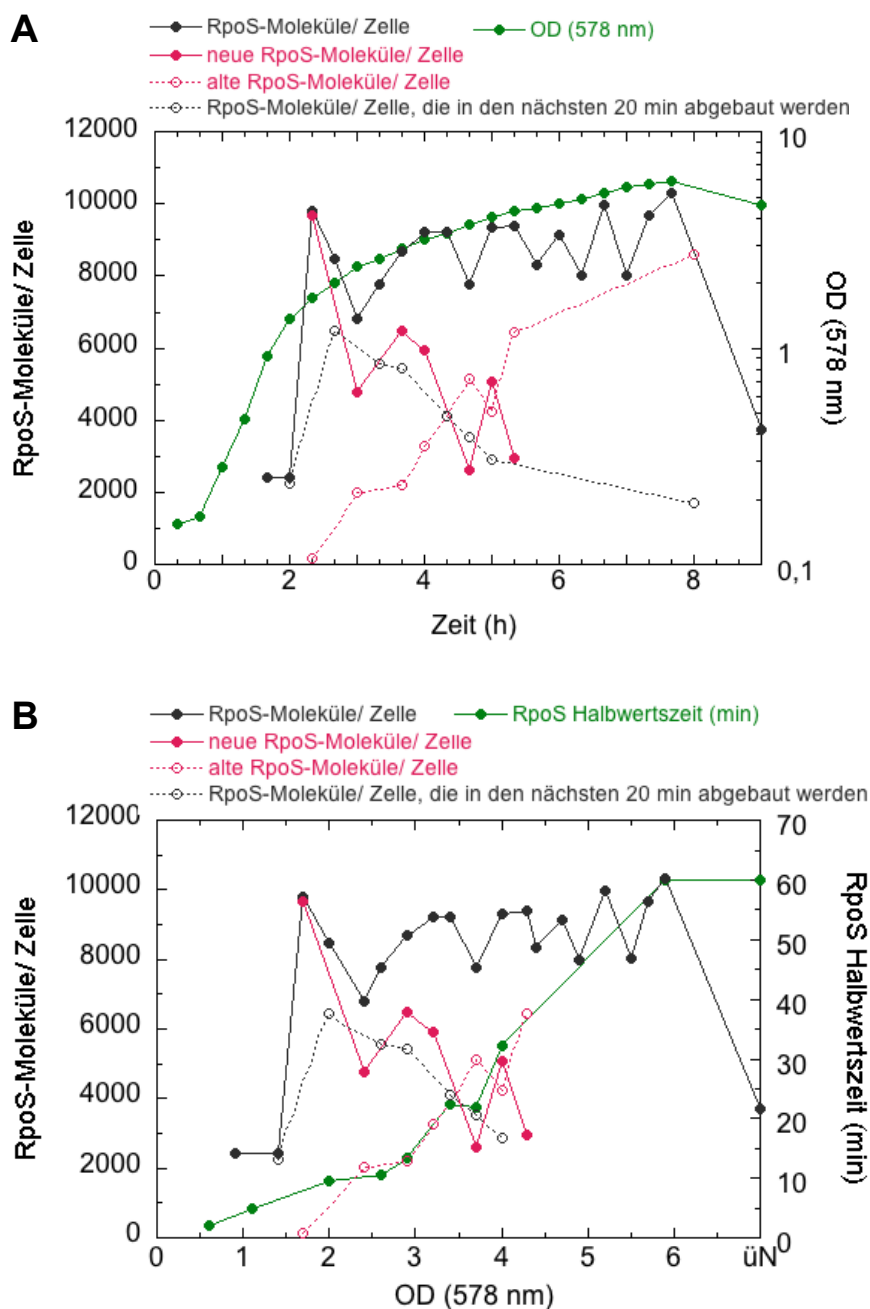 A
RpoS-Moleküle/ Zelle
OD (578 nm)
neue RpoS-Moleküle/ Zelle
alte RpoS-Moleküle/ Zelle
RpoS-Moleküle/ Zelle, die in den nächsten 20 min abgebaut werden
12000
10000
8000
6000
4000
2000
0
RpoS-Moleküle/ Zelle
10
1
0,1
OD (578 nm)
0 2 4 6 8
Zeit (h)
B
RpoS-Moleküle/ Zelle
RpoS Halbwertszeit (min)
neue RpoS-Moleküle/ Zelle
alte RpoS-Moleküle/ Zelle
RpoS-Moleküle/ Zelle, die in den nächsten 20 min abgebaut werden
12000
10000
8000
6000
4000
2000
0
RpoS-Moleküle/ Zelle
70
60
50
40
30
20
10
0
RpoS Halbwertszeit (min)
0 1 2 3 4 5 6 üN
OD (578 nm)